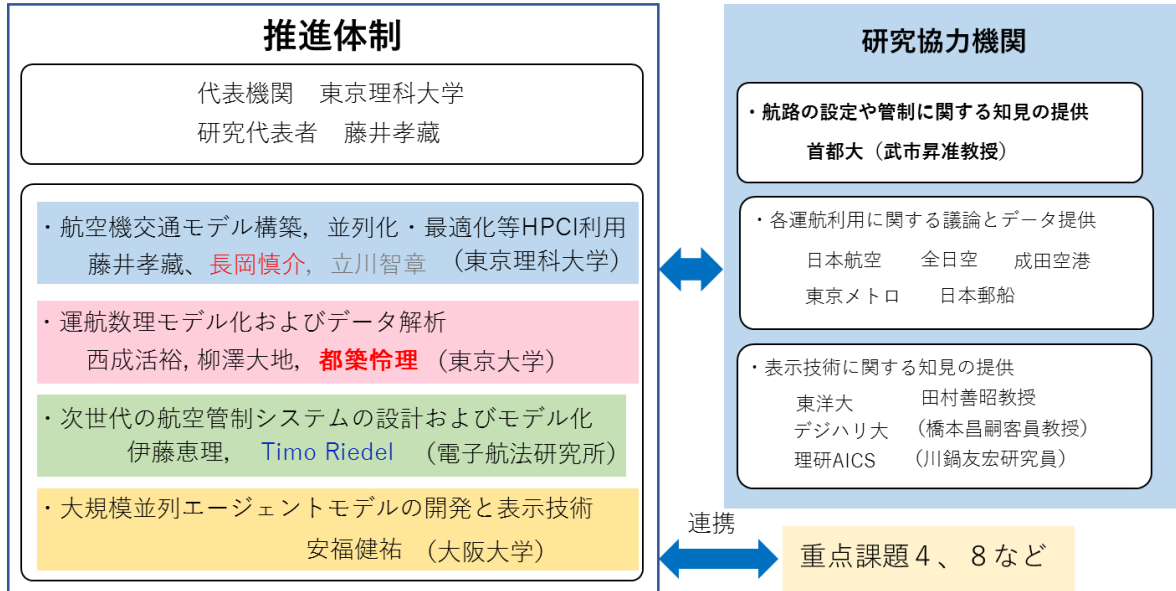 推進体制
代表機関　東京理科大学
研究代表者　藤井孝藏
・航空機交通モデル構築, 並列化・最適化等HPCI利用
藤井孝藏、長岡慎介, 立川智章 （東京理科大学）
・運航数理モデル化およびデータ解析
西成活裕, 柳澤大地, 都築怜理 （東京大学）
・次世代の航空管制システムの設計およびモデル化
伊藤恵理, Timo Riedel （電子航法研究所）
・大規模並列エージェントモデルの開発と表示技術
安福健祐 （大阪大学）
研究協力機関
・航路の設定や管制に関する知見の提供
首都大（武市昇准教授）
・各運航利用に関する議論とデータ提供
日本航空　全日空　成田空港
東京メトロ　日本郵船
・表示技術に関する知見の提供
東洋大　田村善昭教授
デジハリ大　（橋本昌嗣客員教授）
理研AICS　（川鍋友宏研究員）
連携
重点課題４、８など